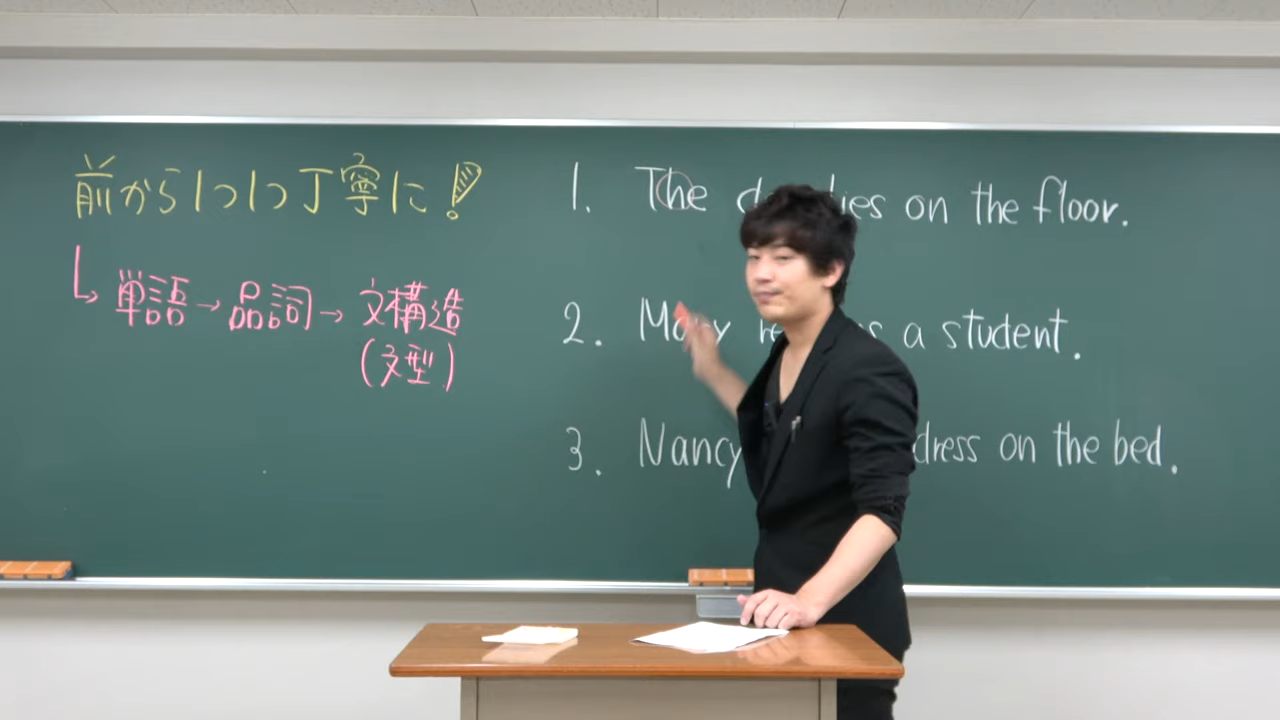 前から1つ1つ丁寧に!
↳単語→品詞→文構造
(文型)
1. The lies on the floor.
2. a student.
3. Nancy dress on the bed.